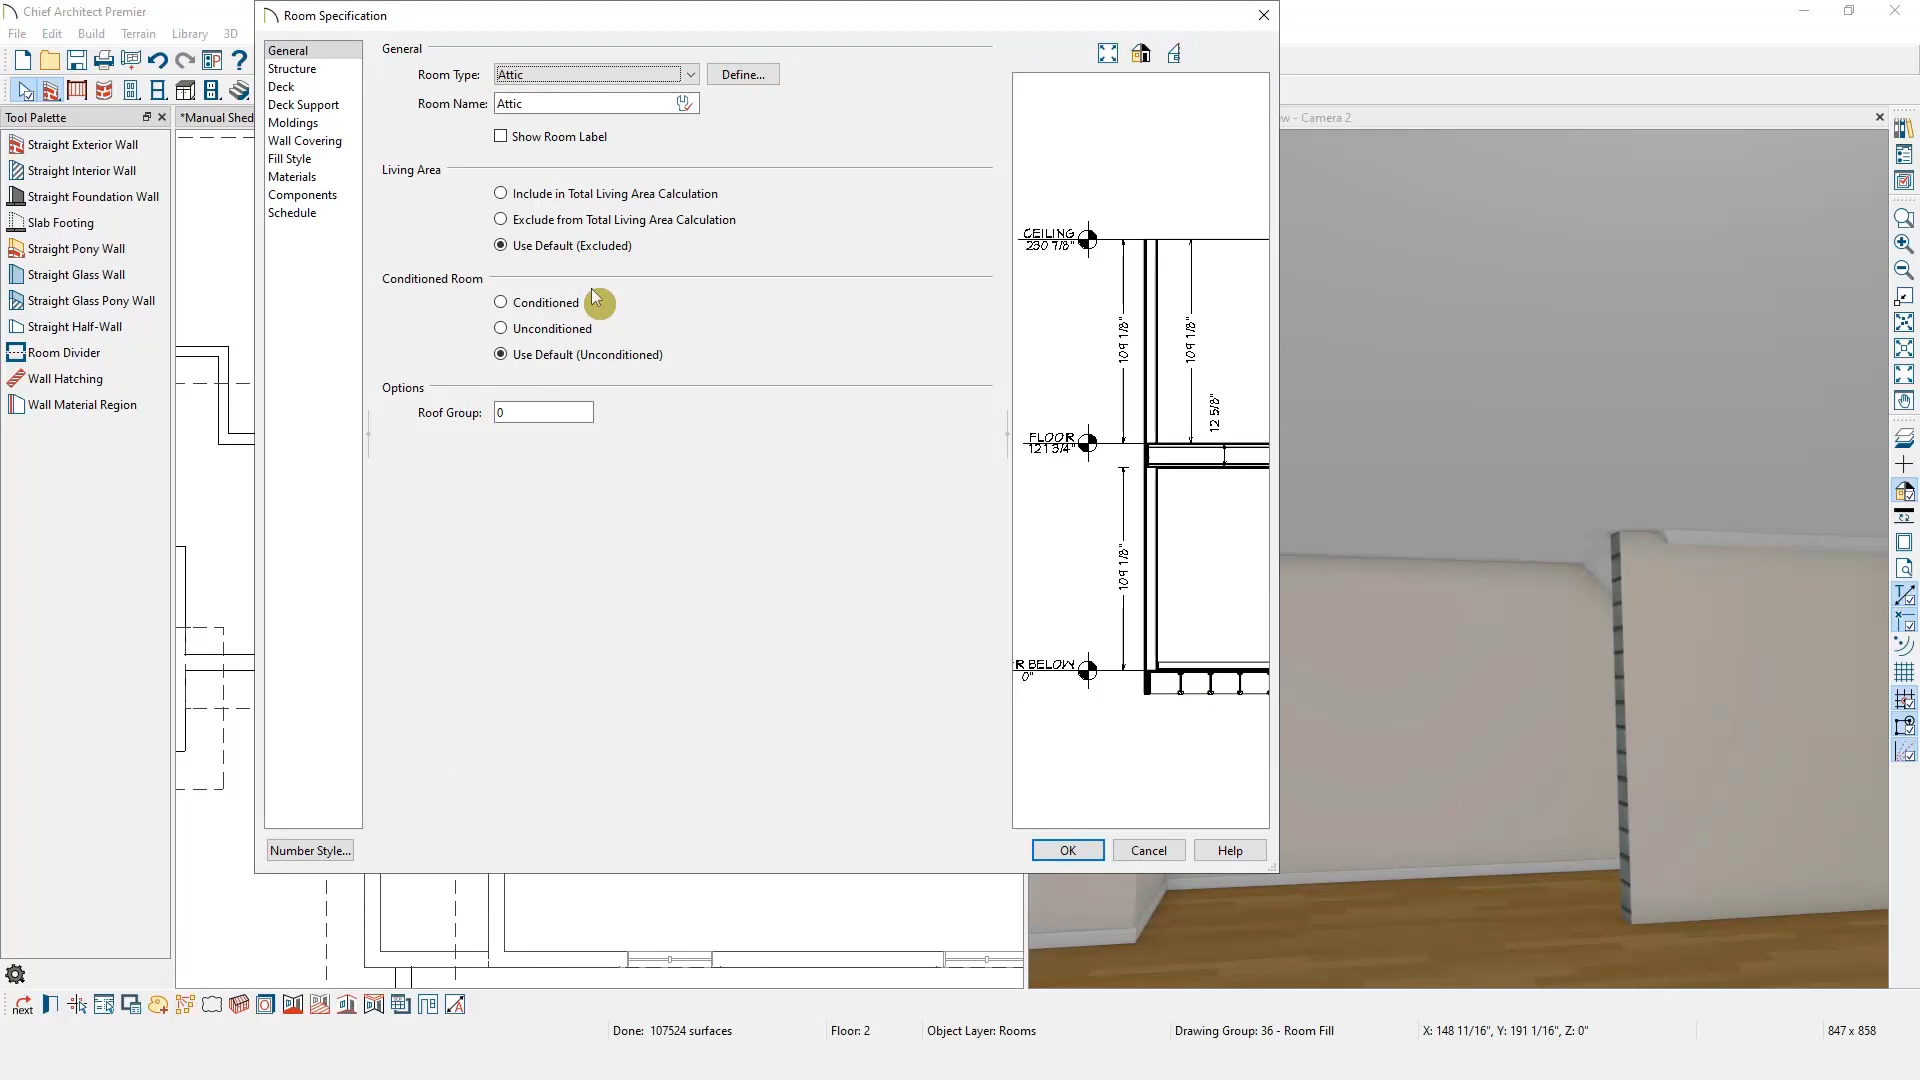 Chief Architect Premier
Room Specification
File Edit Build Terrain Library 3D
Tool Palette
*Manual Shed
ew - Camera 2
Straight Exterior Wall
Straight Interior Wall
Straight Foundation Wall
Slab Footing
Straight Pony Wall
Straight Glass Wall
Straight Glass Pony Wall
Straight Half-Wall
Room Divider
Wall Hatching
Wall Material Region
General
Structure
Deck
Deck Support
Moldings
Wall Covering
Fill Style
Materials
Components
Schedule
General
Room Type: Attic Define...
Room Name: Attic
Show Room Label
Living Area
Include in Total Living Area Calculation
Exclude from Total Living Area Calculation
Use Default (Excluded)
Conditioned Room
Conditioned
Unconditioned
Use Default (Unconditioned)
Options
Roof Group: 0
CEILING
230 7/8"
109 1/8"
109 1/8"
12 5/8"
FLOOR
121 3/4"
109 1/8"
R BELOW
0"
Number Style...
OK Cancel Help
next
Done: 107524 surfaces Floor: 2 Object Layer: Rooms Drawing Group: 36 - Room Fill X: 148 11/16", Y: 191 1/16", Z: 0" 847 x 858